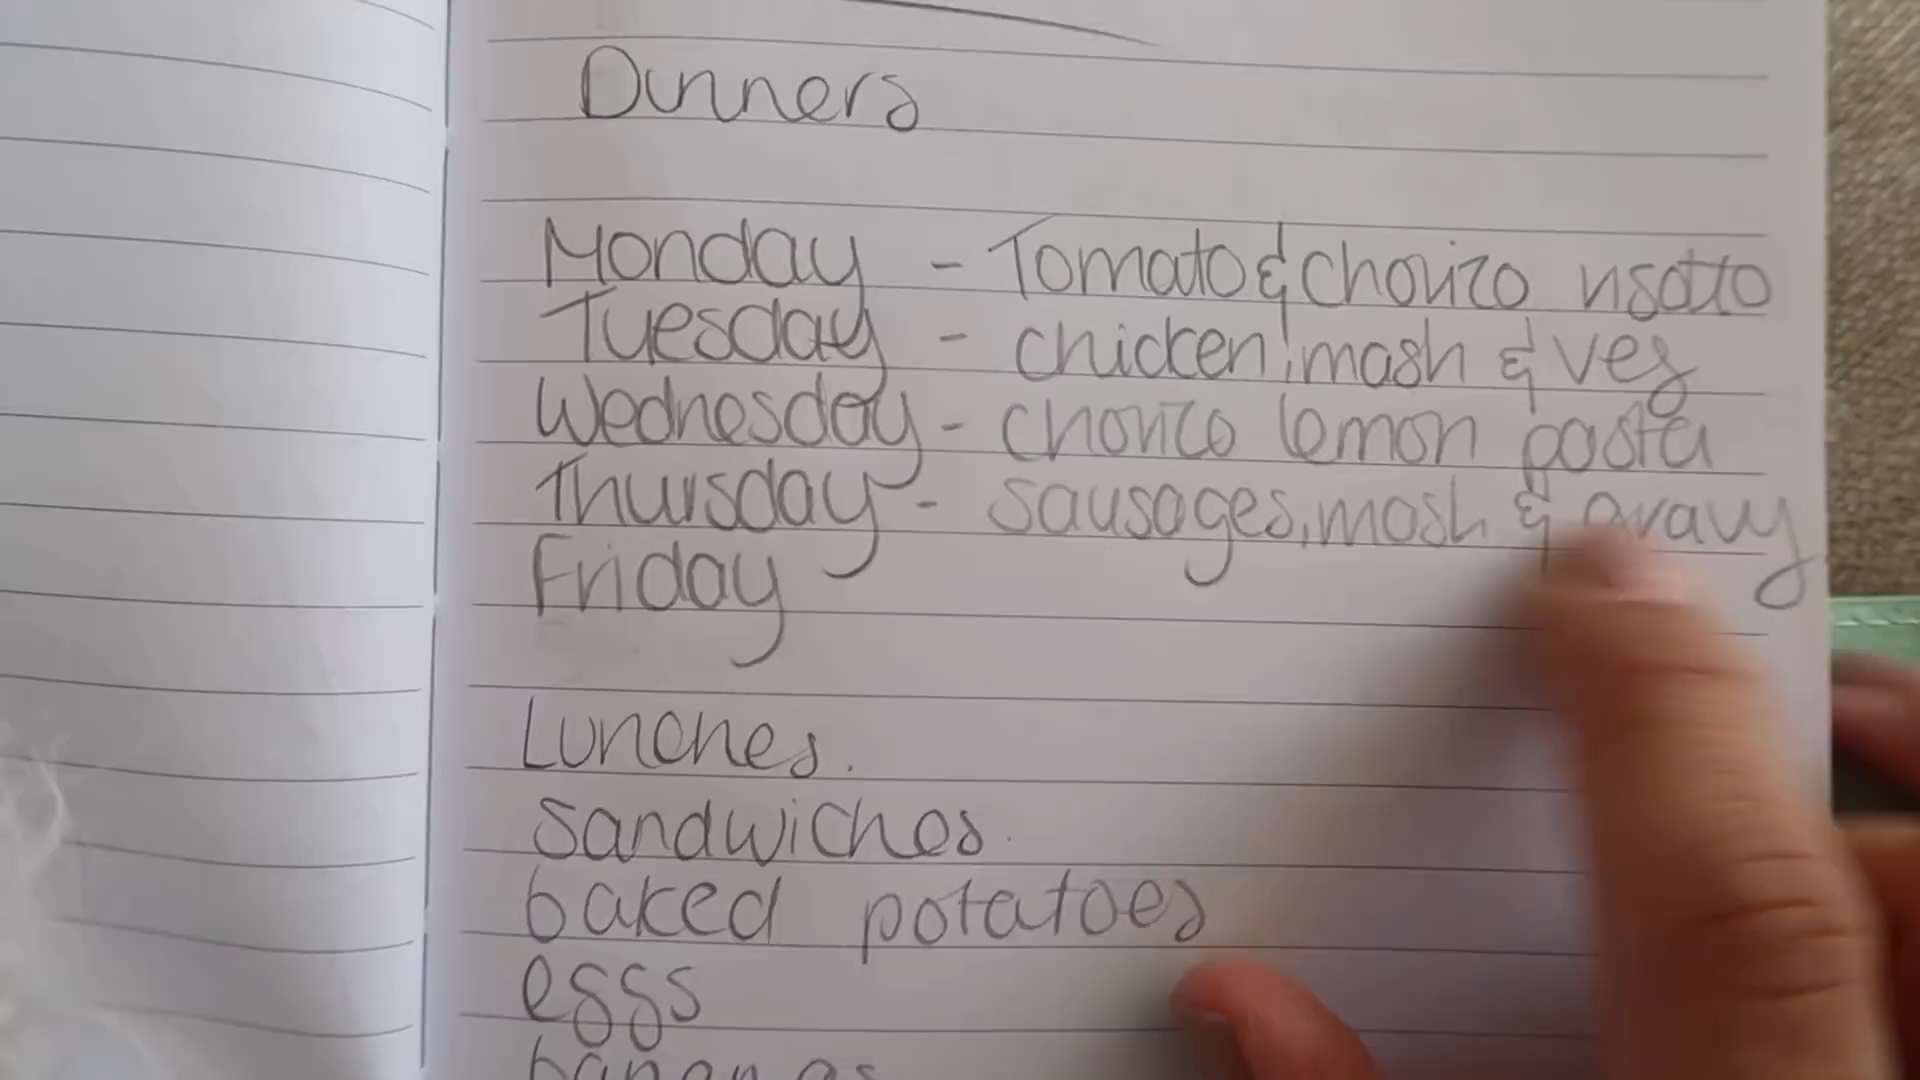 Dinners
Monday - Tomato & chorizo risotto
Tuesday - chicken, mash & veg
Wednesday - chorizo lemon pasta
Thursday - sausages, mash & gravy
Friday
Lunches.
sandwiches
baked potatoes
eggs
bananas